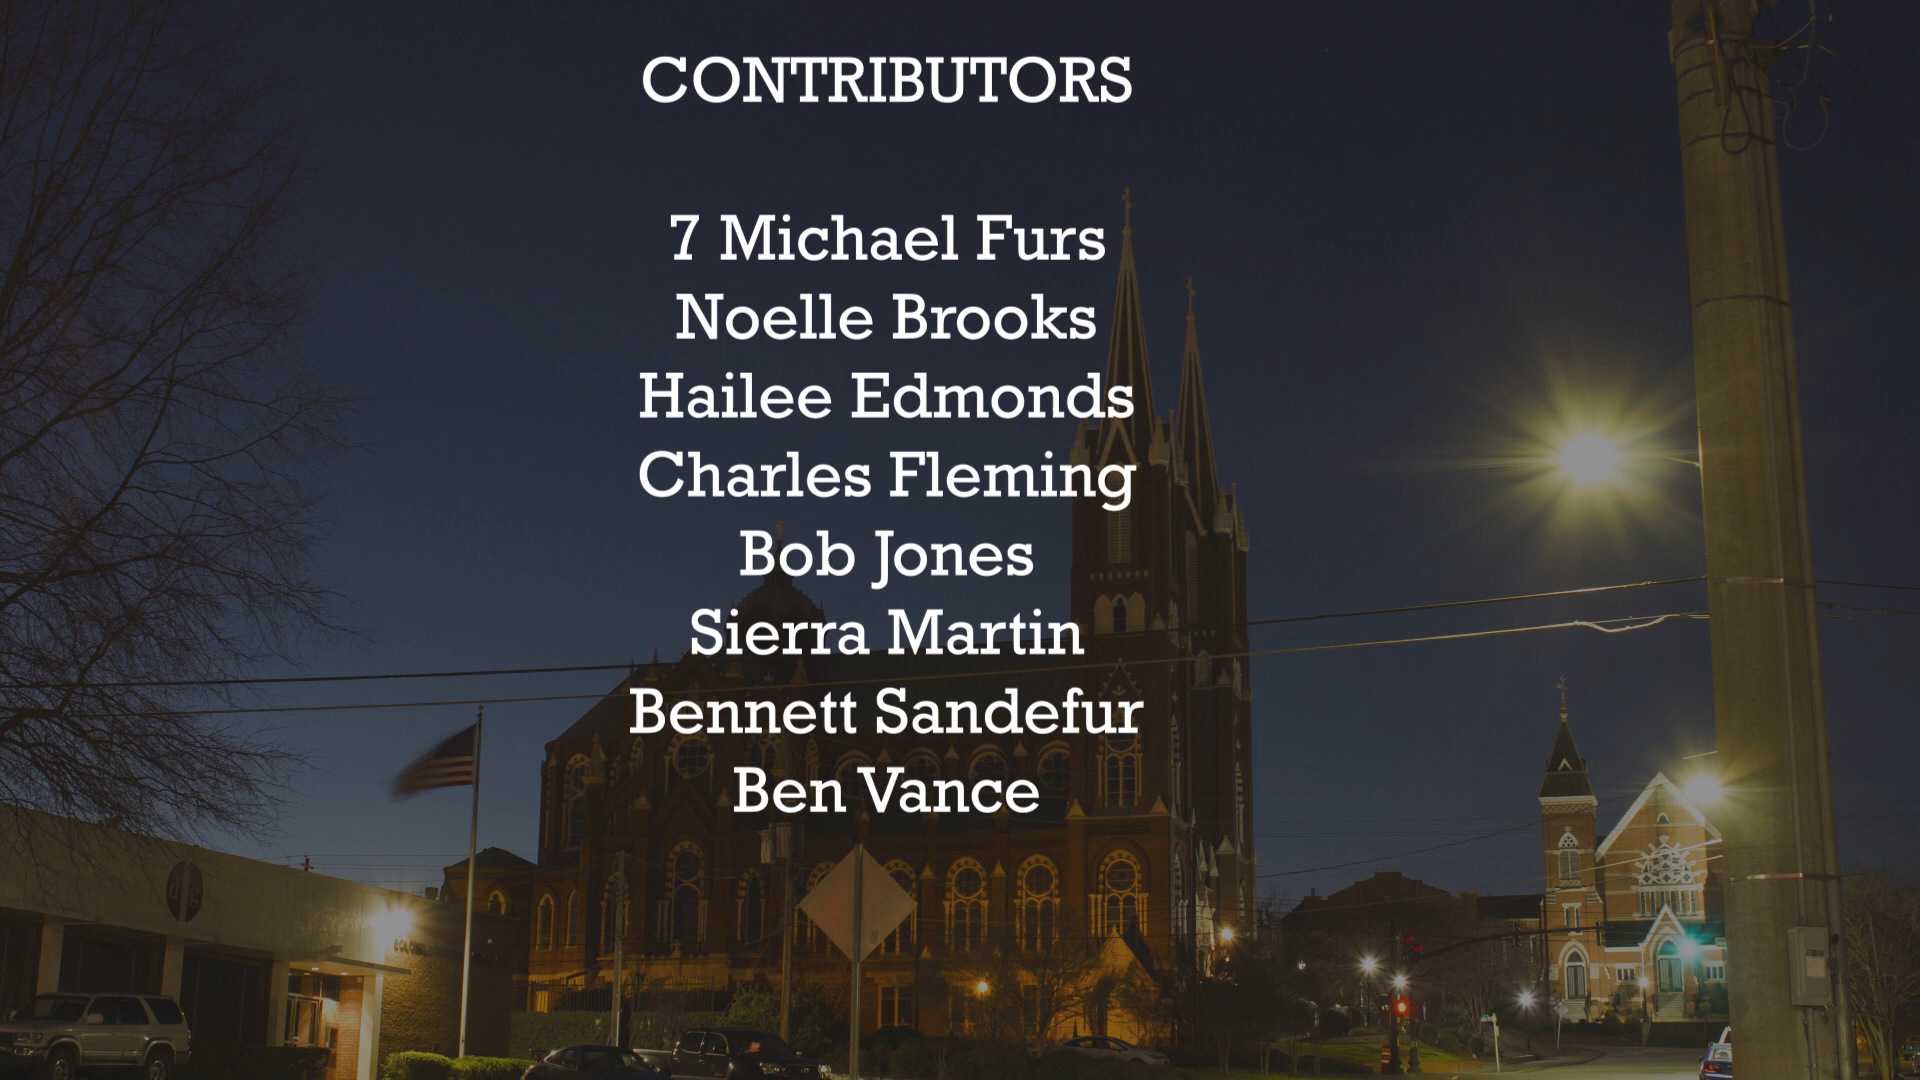 CONTRIBUTORS
7 Michael Furs
Noelle Brooks
Hailee Edmonds
Charles Fleming
Bob Jones
Sierra Martin
Bennett Sandefur
Ben Vance